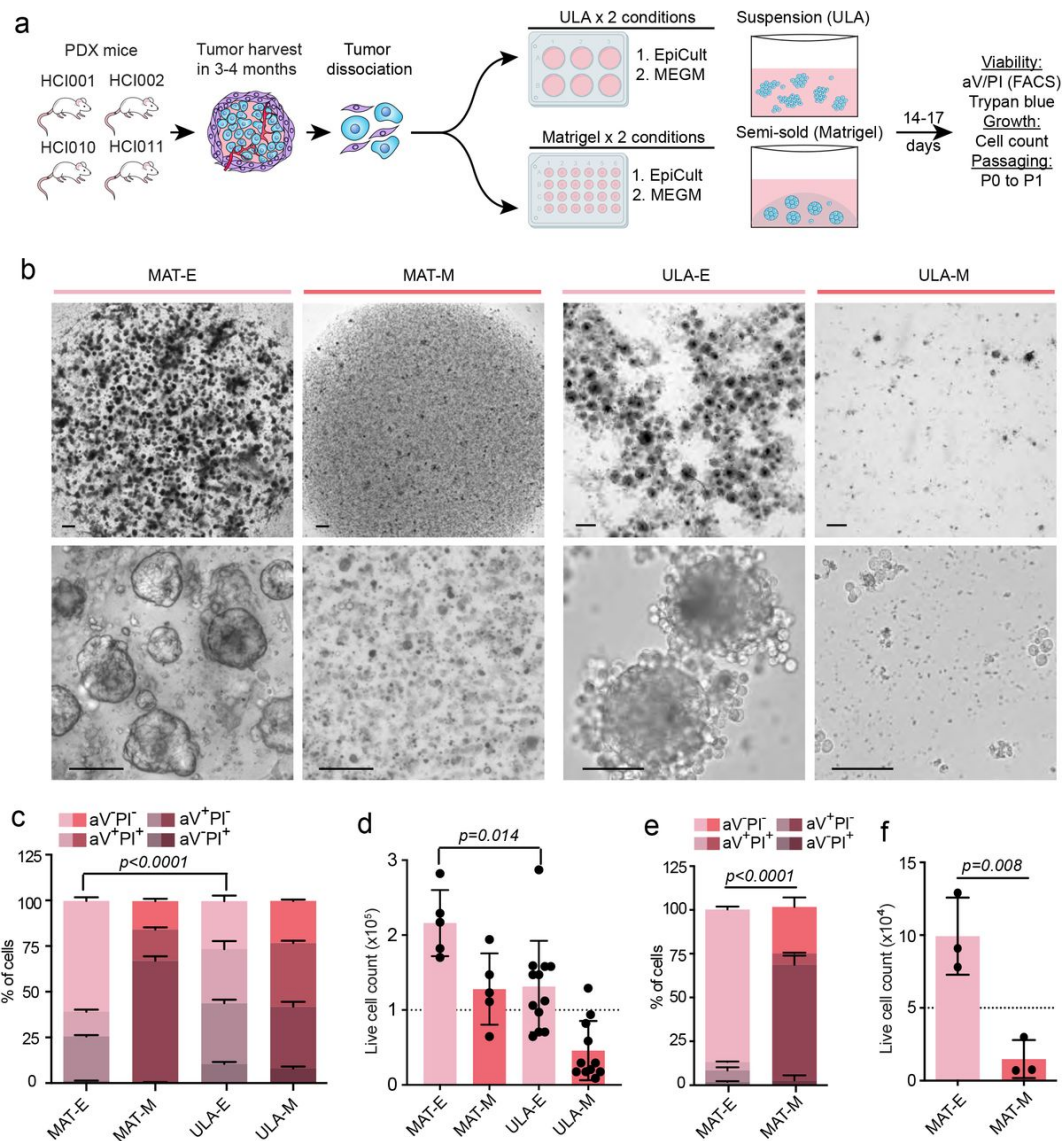 a
PDX mice
HCI001 HCI002
HCI010 HCI011
Tumor harvest
in 3-4 months
Tumor
dissociation
ULA x 2 conditions
1. EpiCult
2. MEGM
Matrigel x 2 conditions
1. EpiCult
2. MEGM
Suspension (ULA)
Semi-sold (Matrigel)
14-17
days
Viability:
aV/PI (FACS)
Trypan blue
Growth:
Cell count
Passaging:
P0 to P1
b
MAT-E
MAT-M
ULA-E
ULA-M
c
aV⁻PI⁻ aV⁺PI⁻
aV⁺PI⁺ aV⁻PI⁺
p<0.0001
% of cells
125
100
75
50
25
0
MAT-E
MAT-M
ULA-E
ULA-M
d
p=0.014
Live cell count (x10⁵)
3
2
1
0
MAT-E
MAT-M
ULA-E
ULA-M
e
aV⁻PI⁻ aV⁺PI⁻
aV⁺PI⁺ aV⁻PI⁺
p<0.0001
% of cells
125
100
75
50
25
0
MAT-E
MAT-M
f
p=0.008
Live cell count (x10⁴)
15
10
5
0
MAT-E
MAT-M